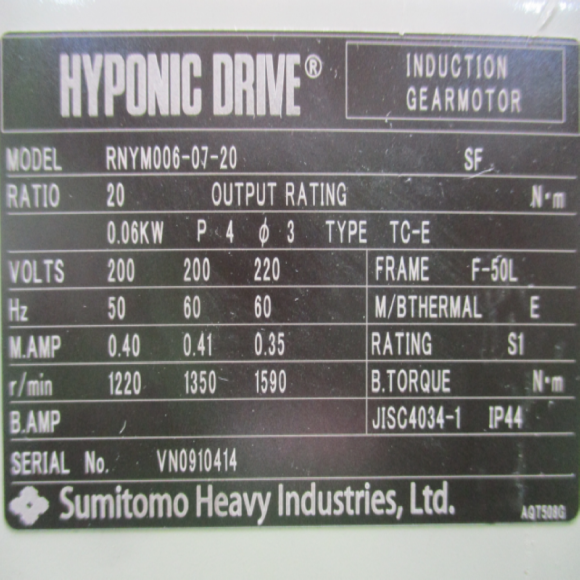 HYPONIC DRIVE®
INDUCTION
GEARMOTOR
MODEL RNYM006-07-20 SF
RATIO 20 OUTPUT RATING N·m
0.06KW P 4 ϕ 3 TYPE TC-E
VOLTS 200 200 220 FRAME F-50L
Hz 50 60 60 M/BTHERMAL E
M.AMP 0.40 0.41 0.35 RATING S1
r/min 1220 1350 1590 B.TORQUE N·m
B.AMP JISC4034-1 IP44
SERIAL No. VN0910414
Sumitomo Heavy Industries, Ltd.
AQ7508G